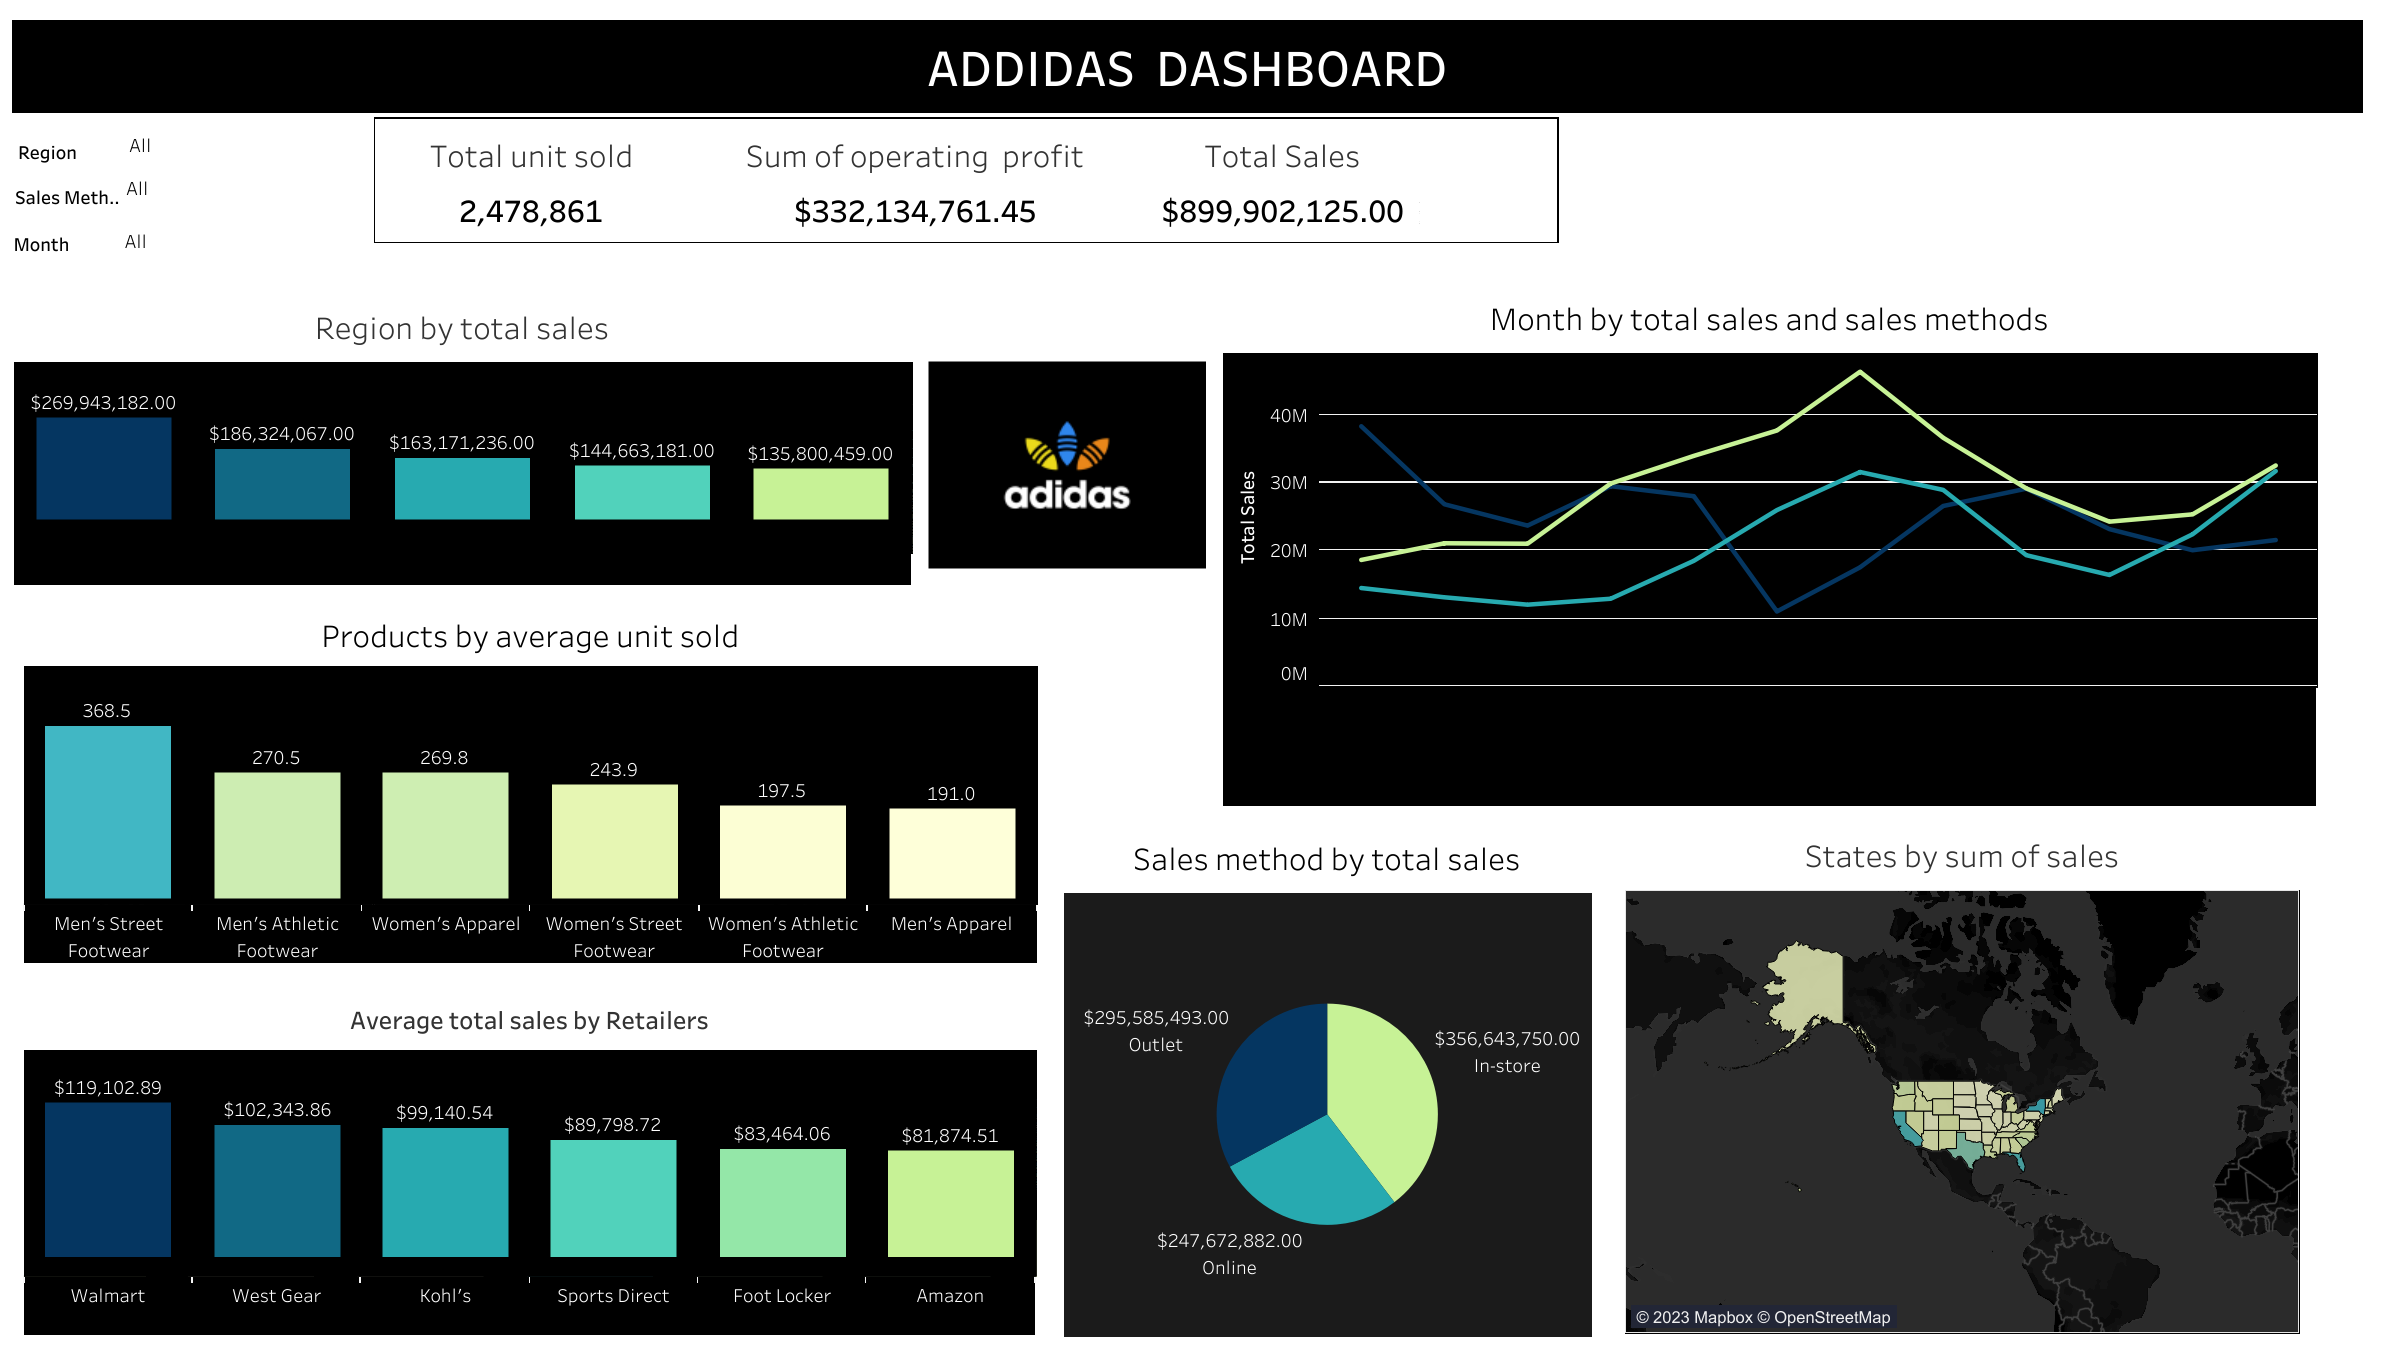 ADDIDAS DASHBOARD
Region All
Sales Meth.. All
Month All
Total unit sold
2,478,861
Sum of operating profit
$332,134,761.45
Total Sales
$899,902,125.00
Region by total sales
$269,943,182.00
$186,324,067.00
$163,171,236.00
$144,663,181.00
$135,800,459.00
adidas
Month by total sales and sales methods
Total Sales
40M
30M
20M
10M
0M
Products by average unit sold
368.5
270.5
269.8
243.9
197.5
191.0
Men's Street
Footwear
Men's Athletic
Footwear
Women's Apparel
Women's Street
Footwear
Women's Athletic
Footwear
Men's Apparel
Average total sales by Retailers
$119,102.89
$102,343.86
$99,140.54
$89,798.72
$83,464.06
$81,874.51
Walmart
West Gear
Kohl's
Sports Direct
Foot Locker
Amazon
Sales method by total sales
$295,585,493.00
Outlet
$356,643,750.00
In-store
$247,672,882.00
Online
States by sum of sales
© 2023 Mapbox © OpenStreetMap